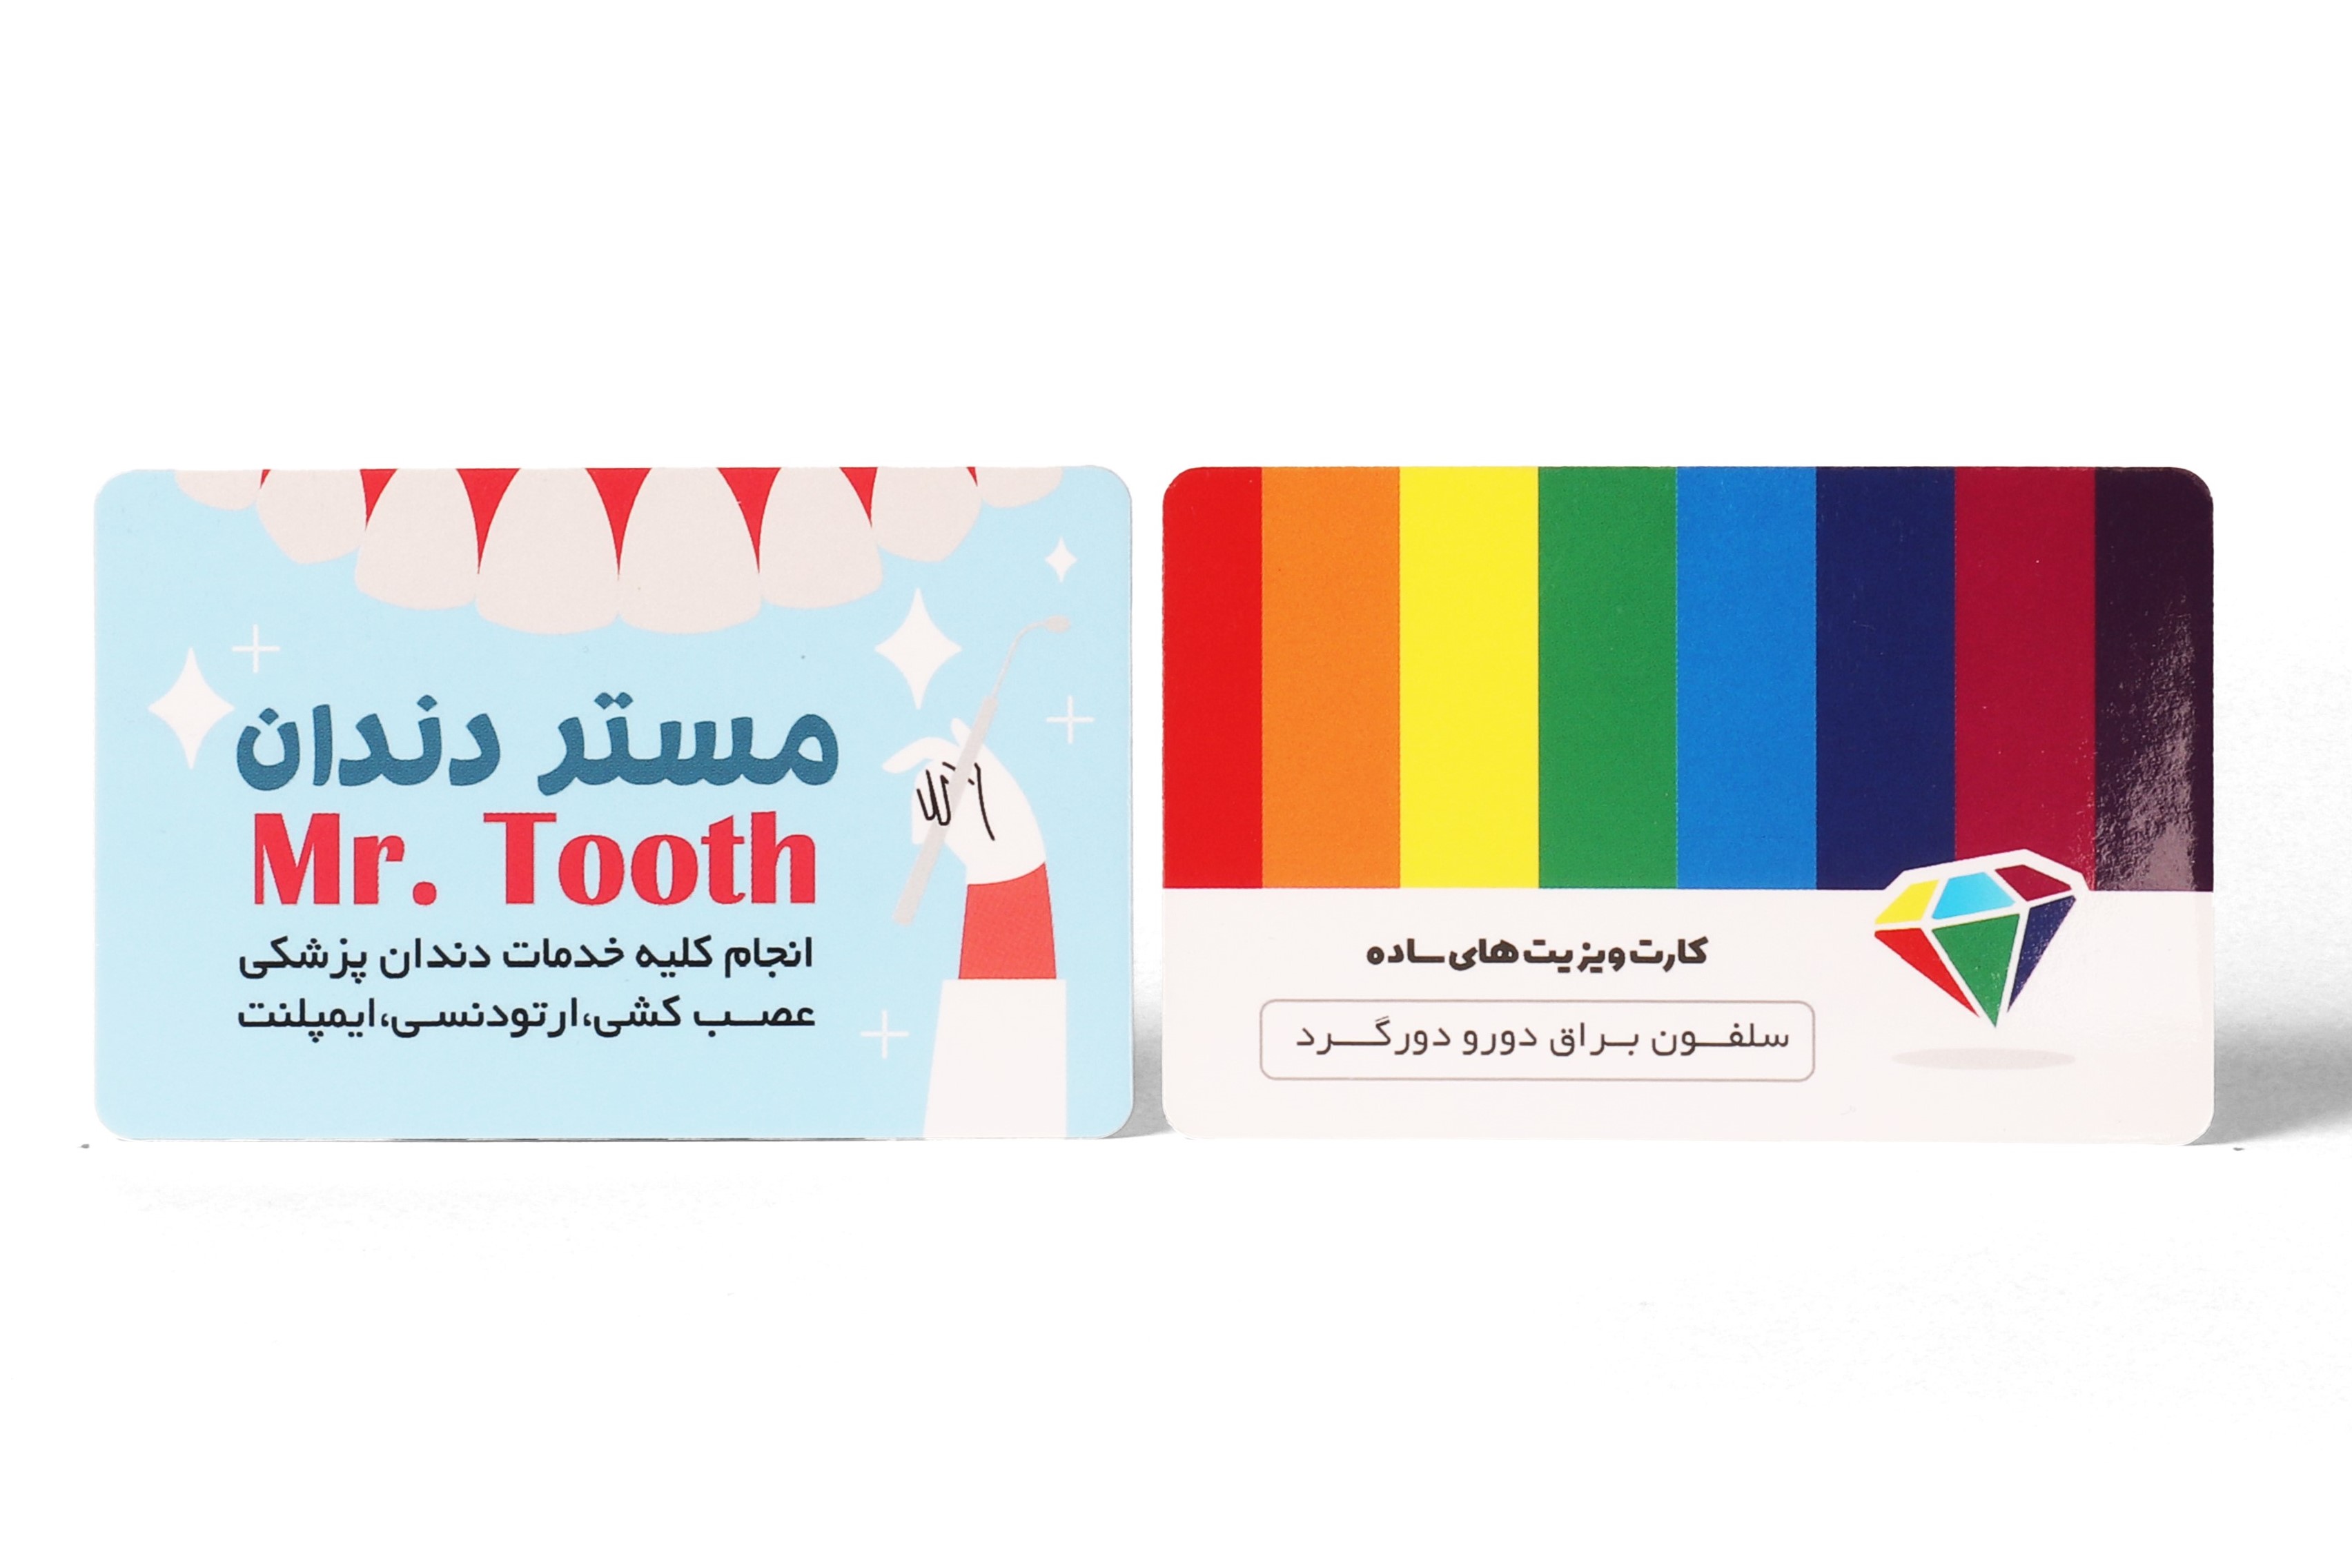 مستر دندان
Mr. Tooth
انجام کلیه خدمات دندان پزشکی
عصب کشی،ارتودنسی،ایمپلنت
کارت ویزیت های ساده
سلفون براق دورو دورگرد